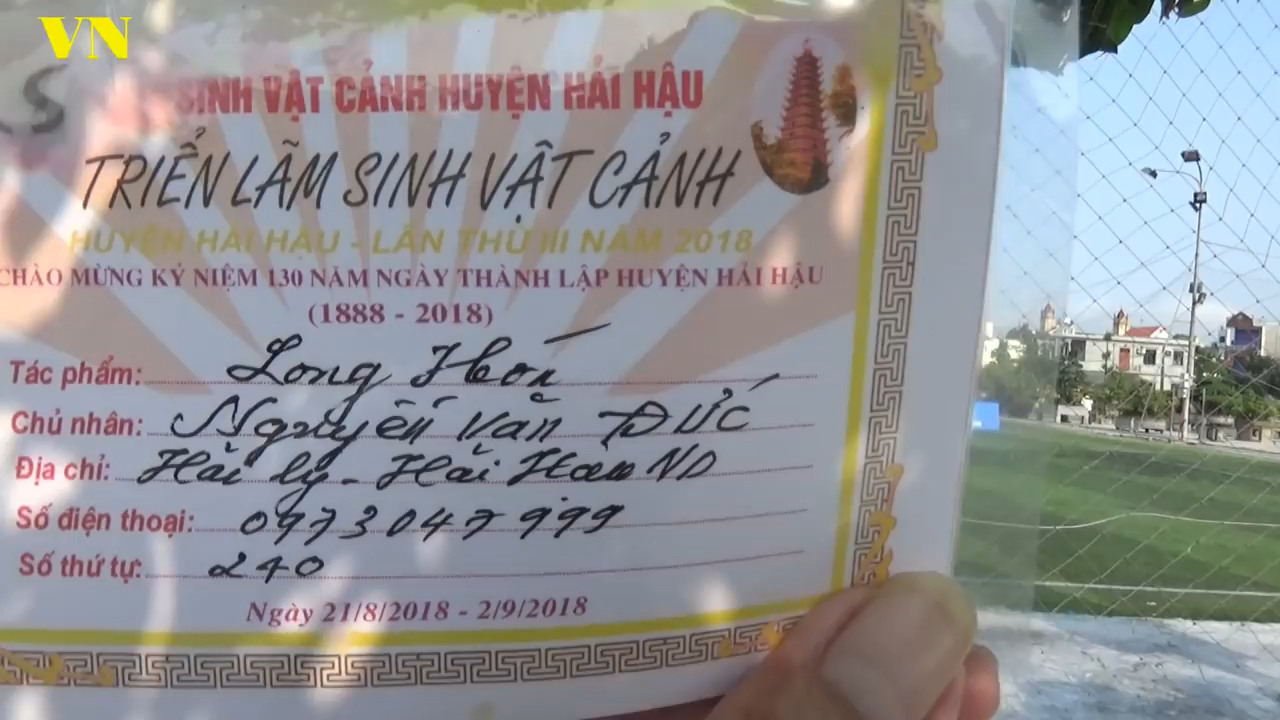 VN
SINH VẬT CẢNH HUYỆN HẢI HẬU
TRIỂN LÃM SINH VẬT CẢNH
HUYỆN HẢI HẬU - LẦN THỨ III NĂM 2018
CHÀO MỪNG KỶ NIỆM 130 NĂM NGÀY THÀNH LẬP HUYỆN HẢI HẬU
(1888 - 2018)
Tác phẩm: Long Hoá
Chủ nhân: Nguyễn Văn Đức
Địa chỉ: Hải lý - Hải Hậu NĐ
Số điện thoại: 0973047999
Số thứ tự: 240
Ngày 21/8/2018 - 2/9/2018